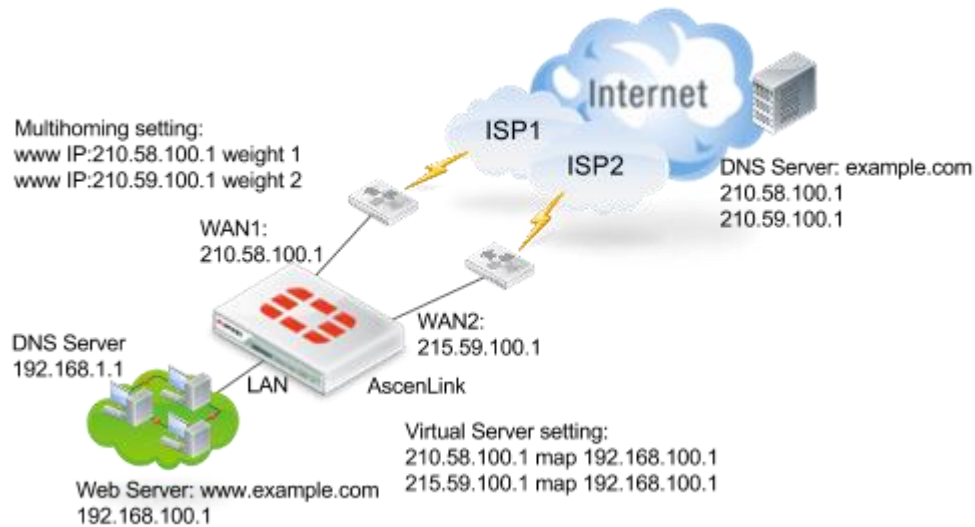 Internet
ISP1
ISP2
Multihoming setting:
www IP:210.58.100.1 weight 1
www IP:210.59.100.1 weight 2
DNS Server: example.com
210.58.100.1
210.59.100.1
WAN1:
210.58.100.1
WAN2:
215.59.100.1
DNS Server
192.168.1.1
LAN
AscenLink
Virtual Server setting:
210.58.100.1 map 192.168.100.1
215.59.100.1 map 192.168.100.1
Web Server: www.example.com
192.168.100.1